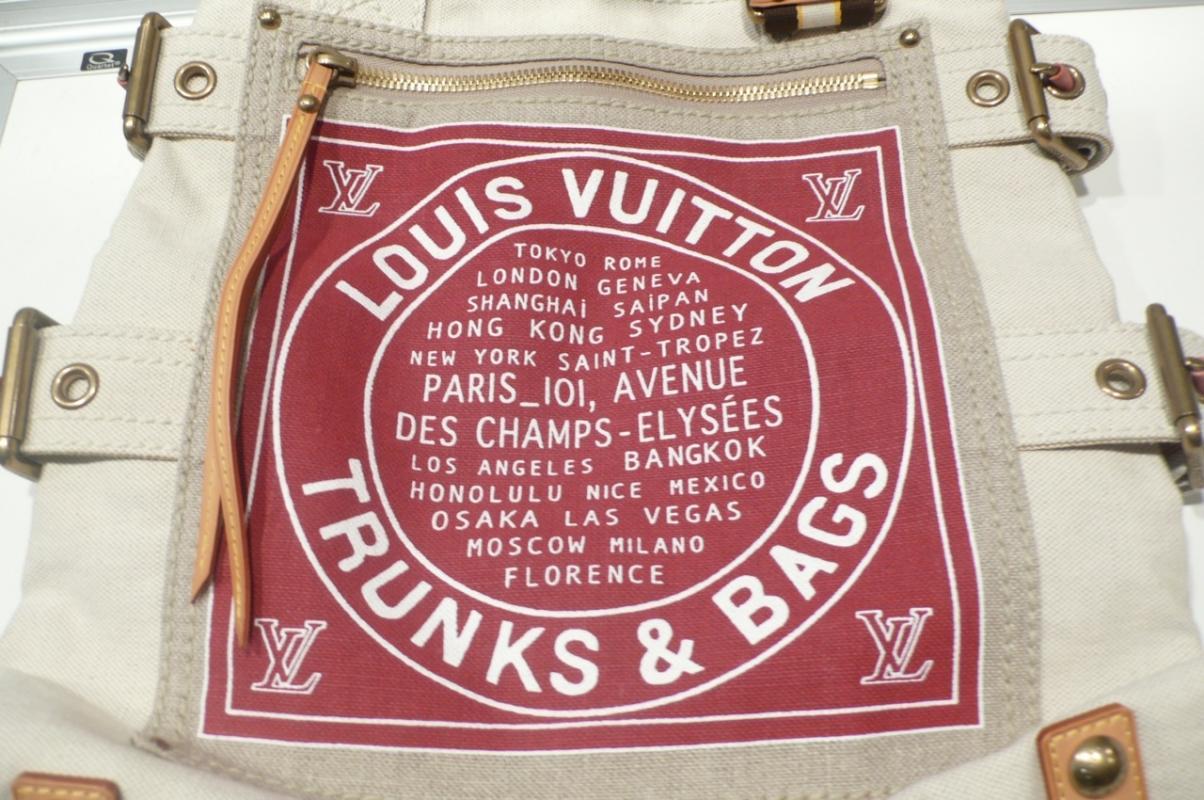 Q
Quartet
LV
LV
LOUIS VUITTON
TOKYO ROME
LONDON GENEVA
SHANGHAi SAiPAN
HONG KONG SYDNEY
NEW YORK SAINT-TROPEZ
PARIS_101, AVENUE
DES CHAMPS-ELYSÉES
LOS ANGELES BANGKOK
HONOLULU NICE MEXICO
OSAKA LAS VEGAS
MOSCOW MiLANO
FLORENCE
TRUNKS & BAGS
LV
LV